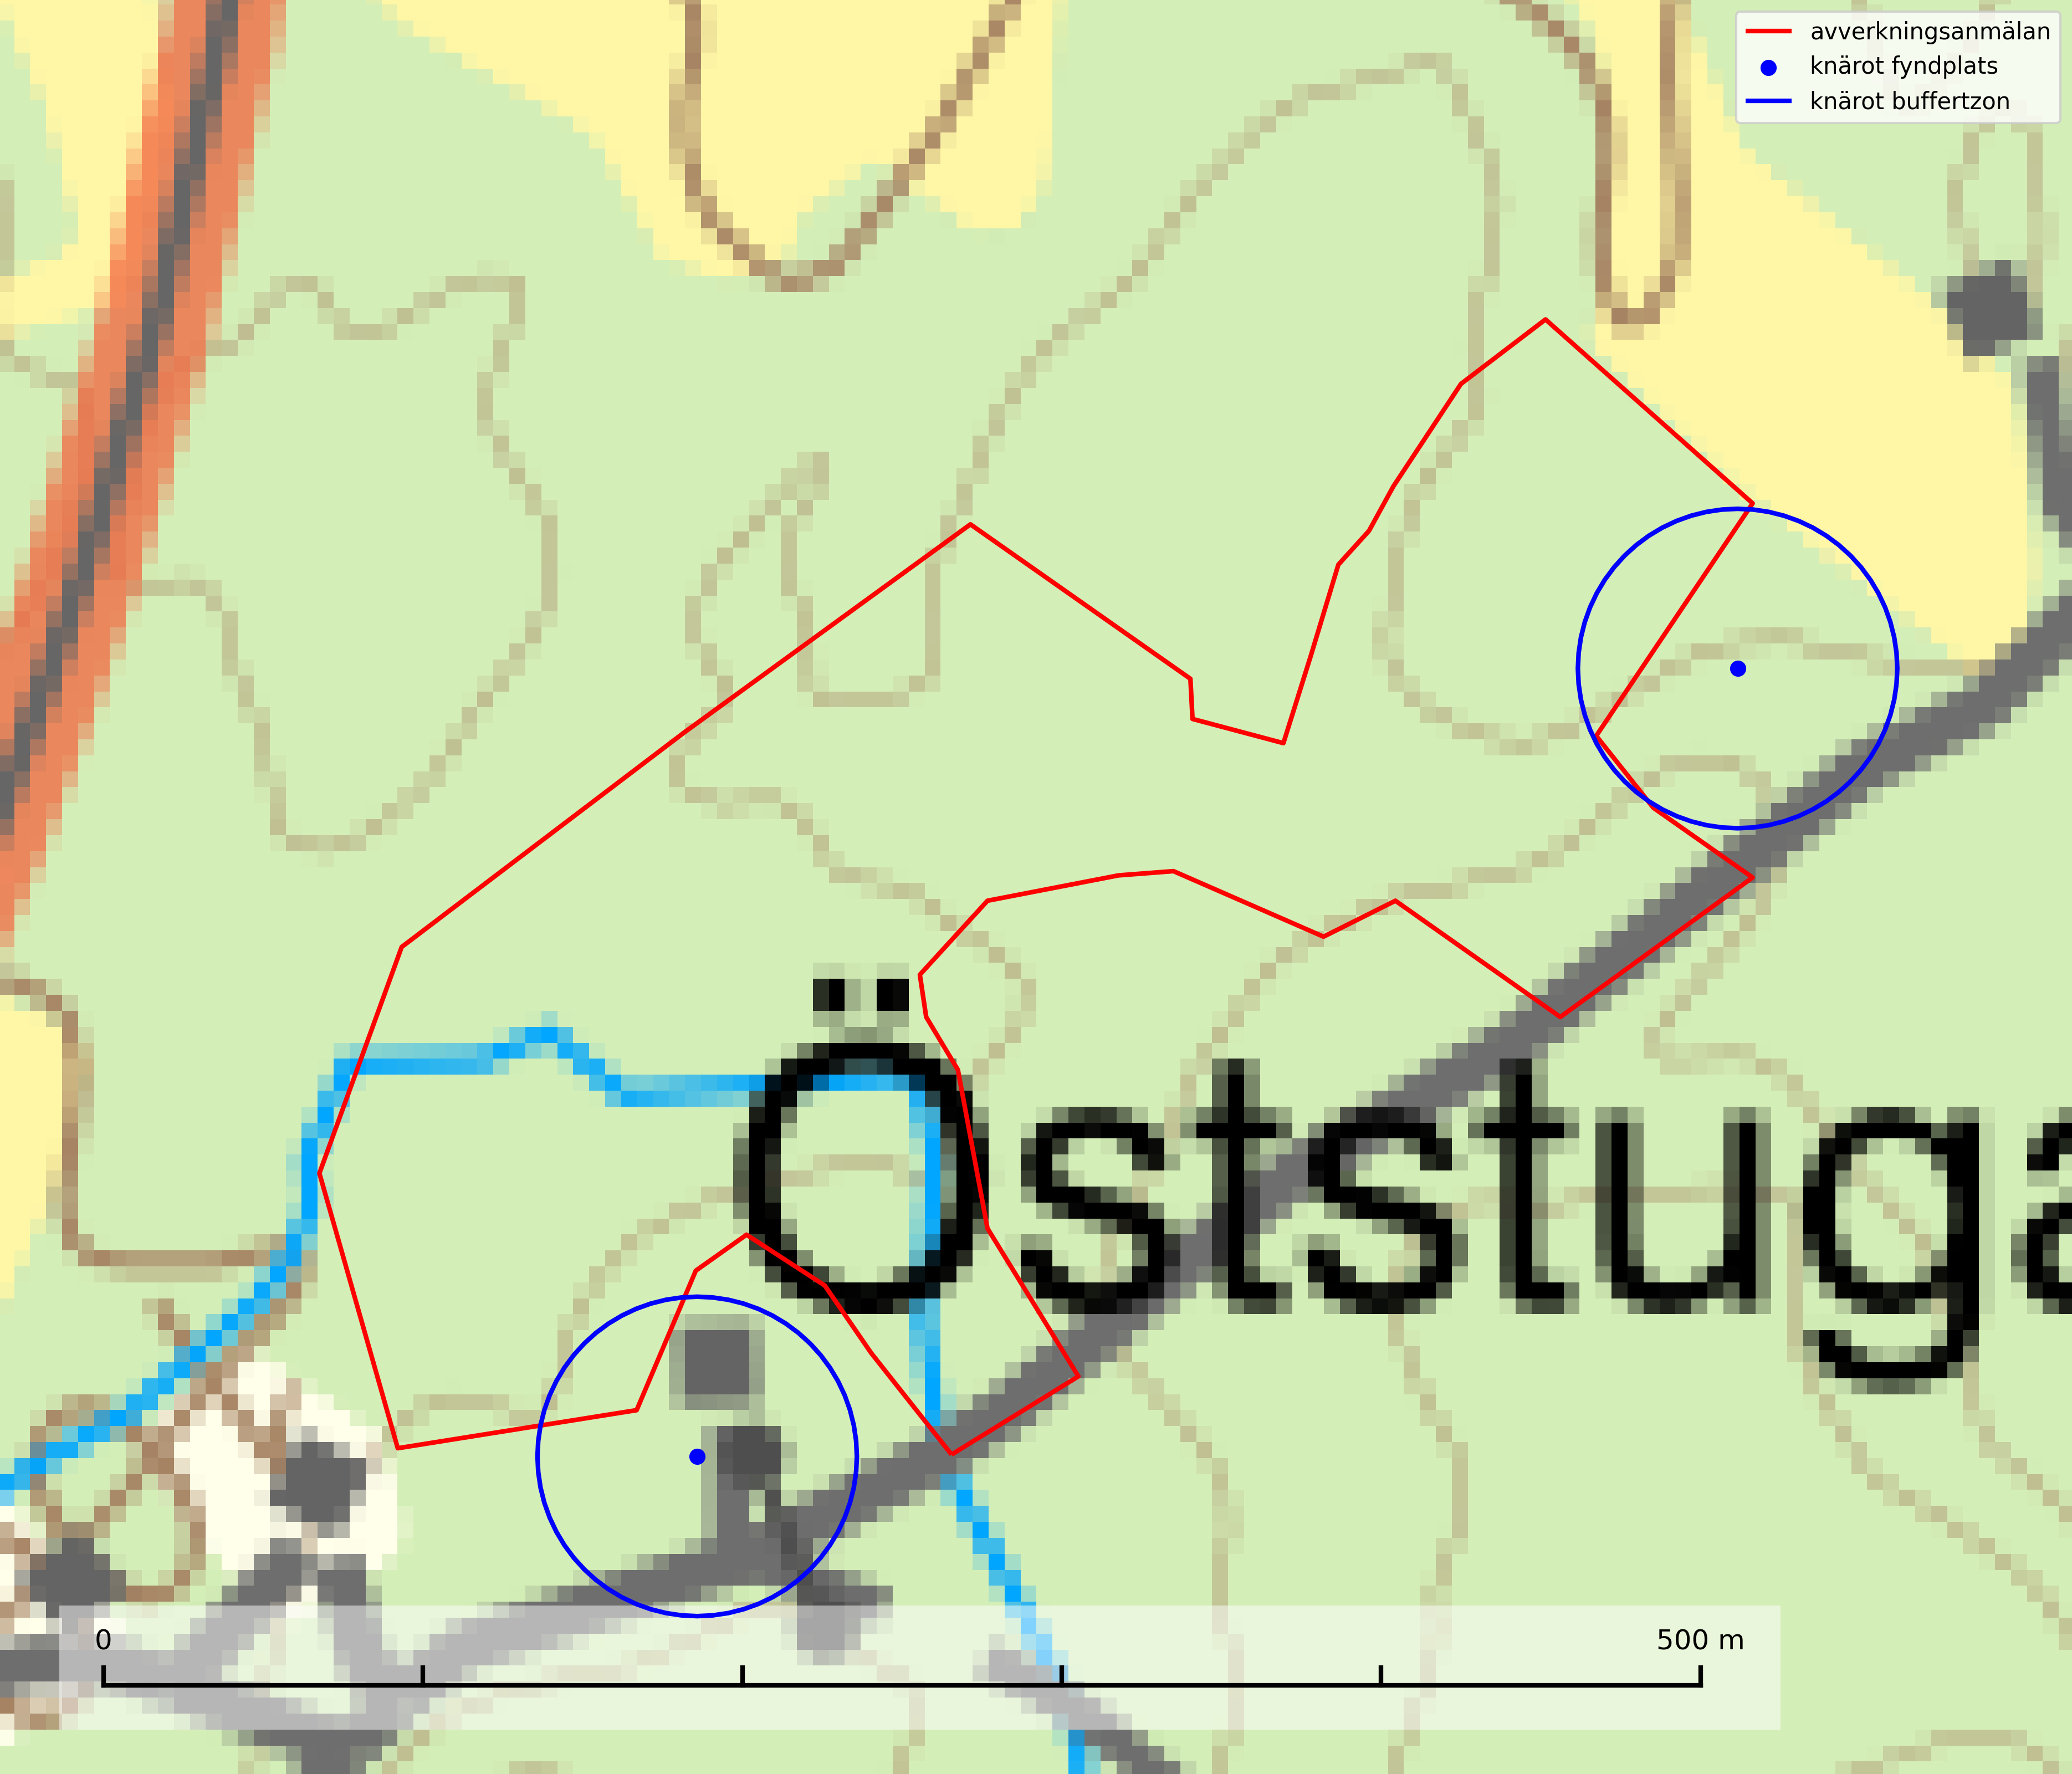 avverkningsanmälan
knärot fyndplats
knärot buffertzon
Öststuga
0 500 m